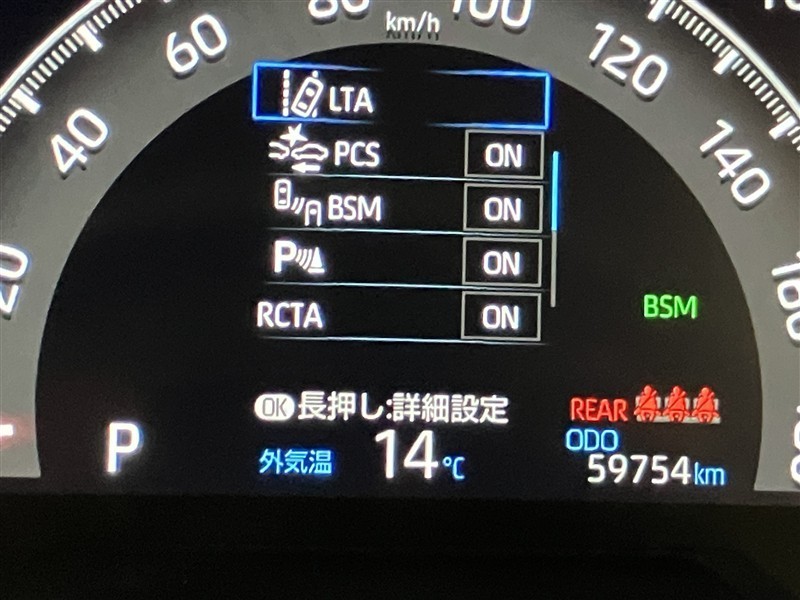 80
100
km/h
60
120
40
140
20
160
LTA
PCS ON
BSM ON
P ON
RCTA ON
BSM
OK 長押し:詳細設定
REAR
P
外気温 14℃
ODO
59754km